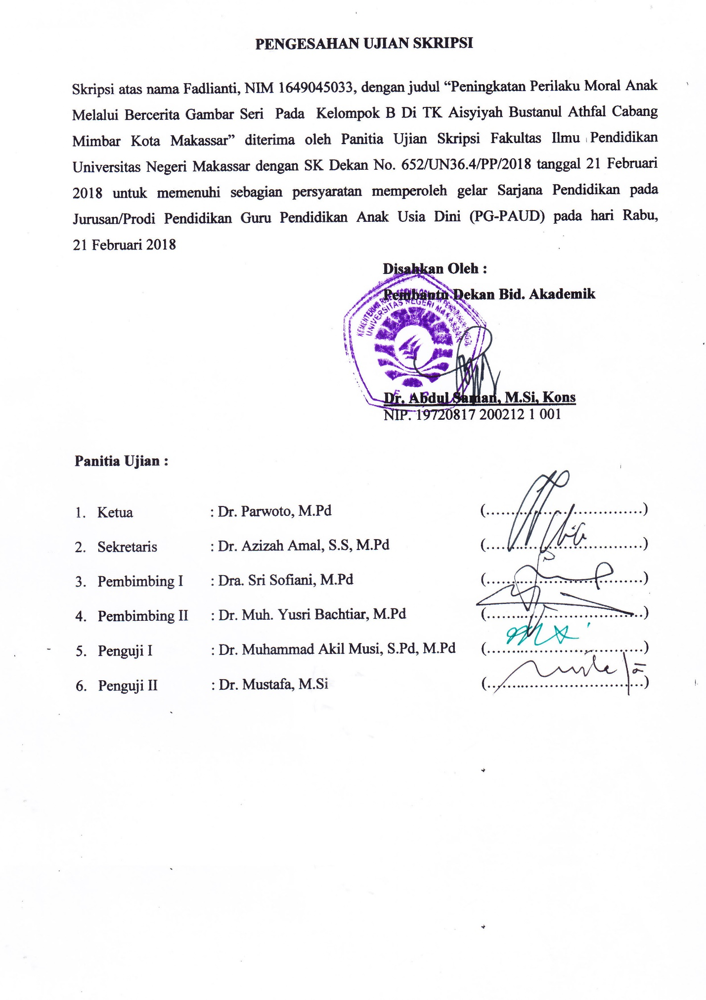 PENGESAHAN UJIAN SKRIPSI
Skripsi atas nama Fadlianti, NIM 1649045033, dengan judul “Peningkatan Perilaku Moral Anak
Melalui Bercerita Gambar Seri Pada Kelompok B Di TK Aisyiyah Bustanul Athfal Cabang
Mimbar Kota Makassar” diterima oleh Panitia Ujian Skripsi Fakultas Ilmu Pendidikan
Universitas Negeri Makassar dengan SK Dekan No. 652/UN36.4/PP/2018 tanggal 21 Februari
2018 untuk memenuhi sebagian persyaratan memperoleh gelar Sarjana Pendidikan pada
Jurusan/Prodi Pendidikan Guru Pendidikan Anak Usia Dini (PG-PAUD) pada hari Rabu,
21 Februari 2018
Disahkan Oleh :
Pembantu Dekan Bid. Akademik
UNIVERSITAS NEGERI MAKASSAR
Dr. Abdul Saman, M.Si, Kons
NIP. 19720817 200212 1 001
Panitia Ujian :
1. Ketua : Dr. Parwoto, M.Pd (....................................)
2. Sekretaris : Dr. Azizah Amal, S.S, M.Pd (....................................)
3. Pembimbing I : Dra. Sri Sofiani, M.Pd (....................................)
4. Pembimbing II : Dr. Muh. Yusri Bachtiar, M.Pd (....................................)
5. Penguji I : Dr. Muhammad Akil Musi, S.Pd, M.Pd (....................................)
6. Penguji II : Dr. Mustafa, M.Si (....................................)